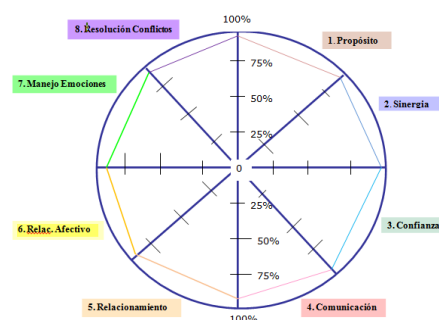 100%
8. Resolución Conflictos
1. Propósito
7. Manejo Emociones
75%
2. Sinergia
50%
25%
0
25%
3. Confianza
6. Relac. Afectivo
50%
75%
5. Relacionamiento
4. Comunicación
100%